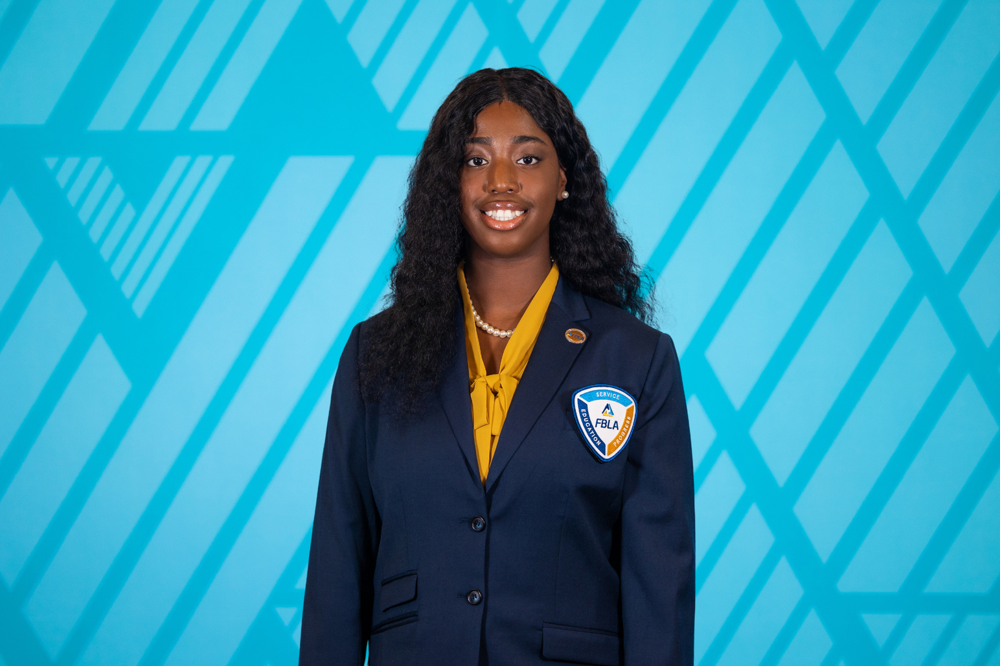 SERVICE
FBLA
EDUCATION
PROGRESS